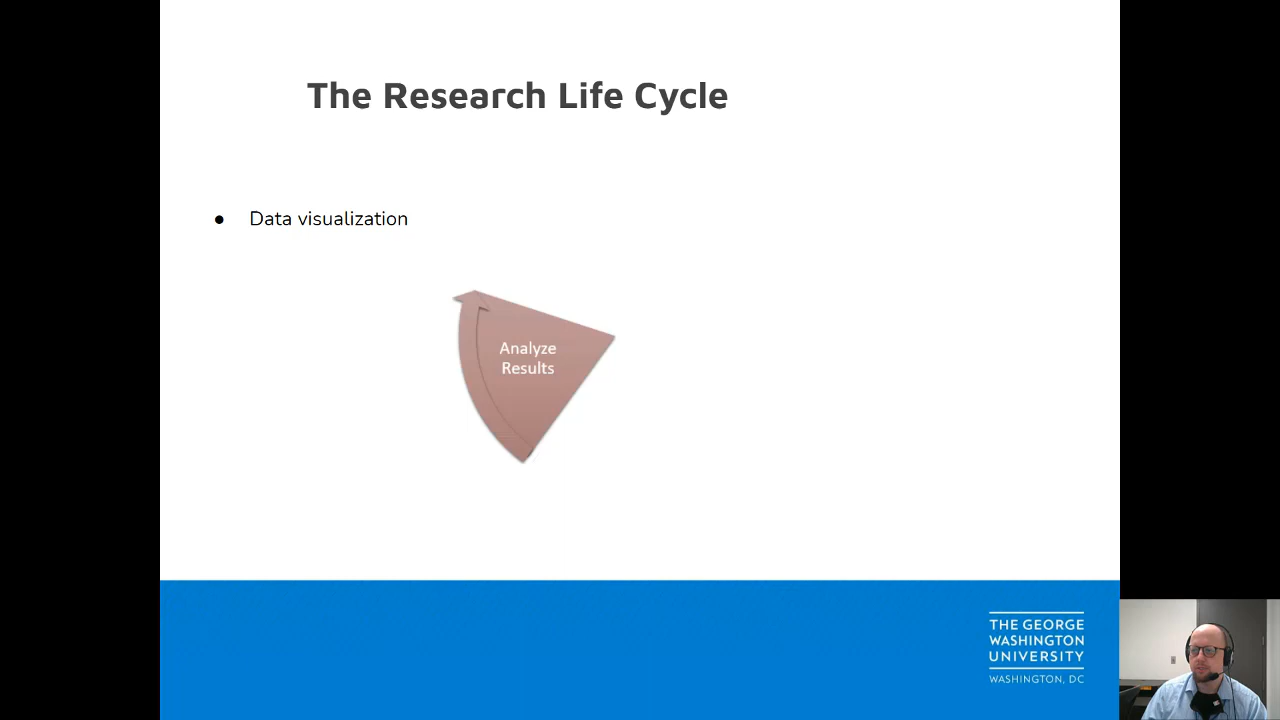 The Research Life Cycle
● Data visualization
Analyze
Results
THE GEORGE
WASHINGTON
UNIVERSITY
WASHINGTON, DC